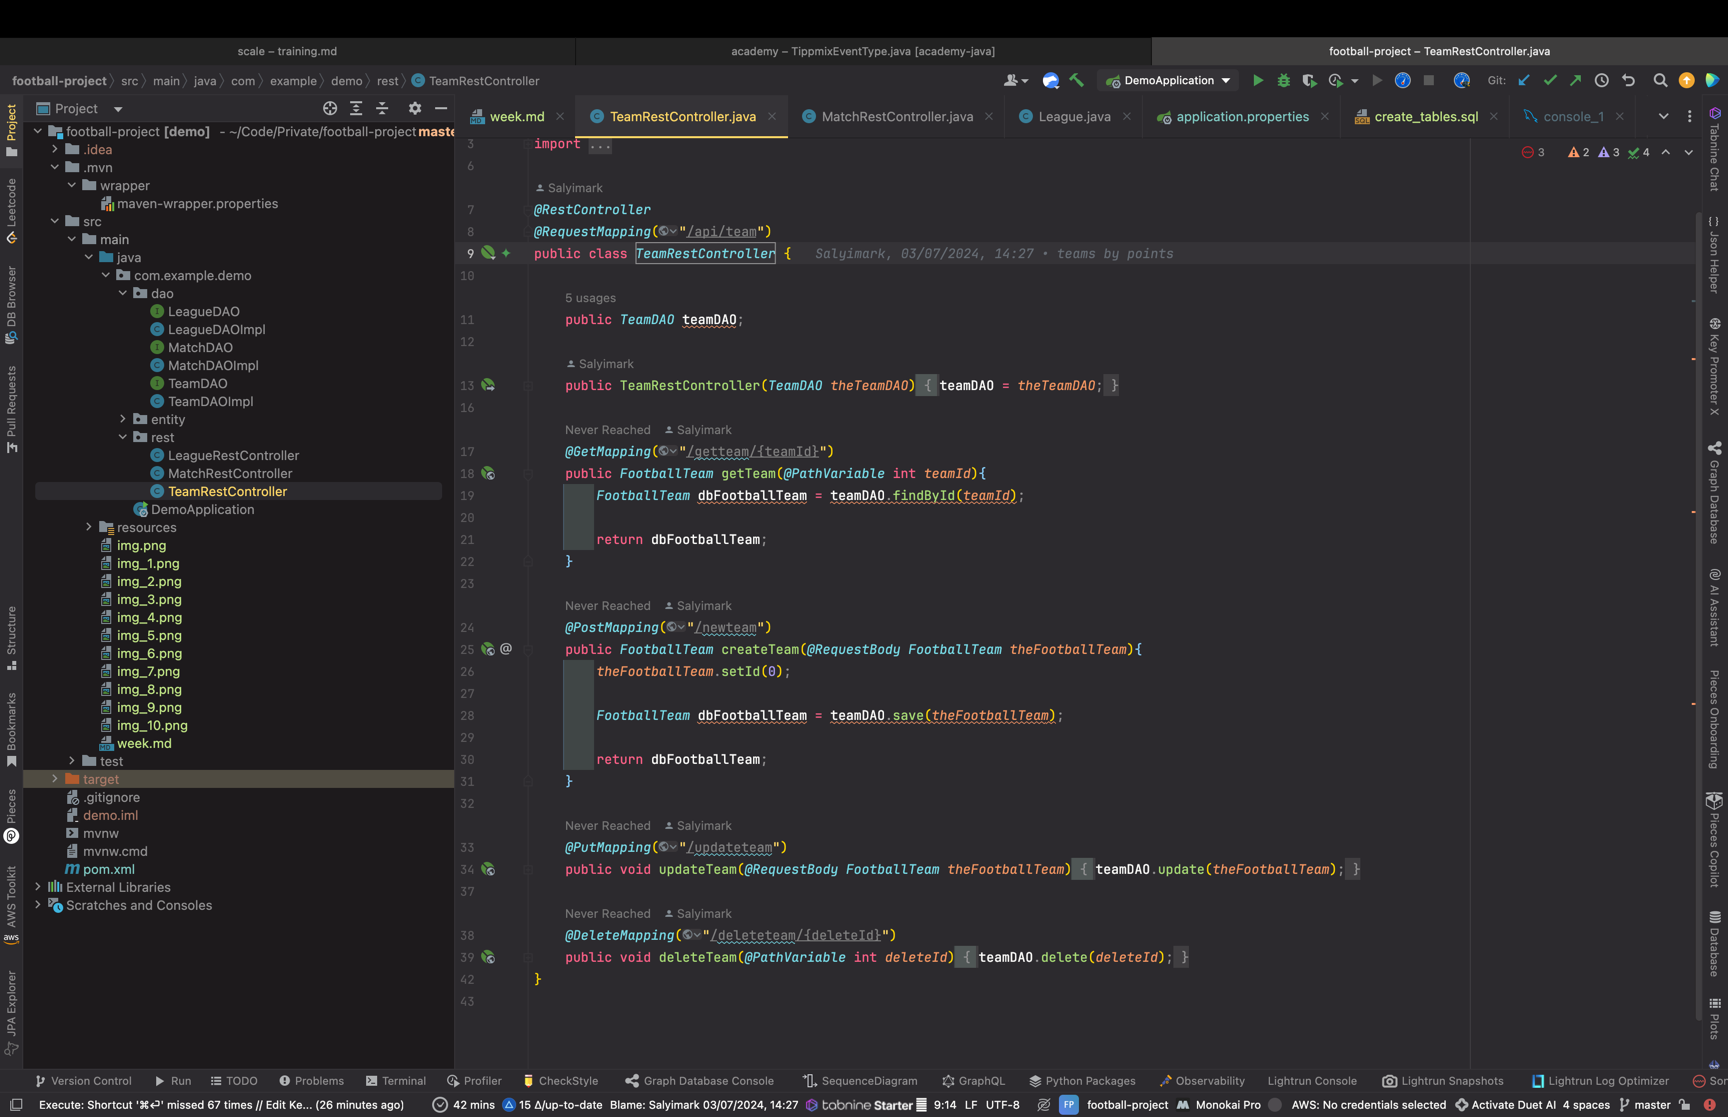 scale – training.md
academy – TippmixEventType.java [academy-java]
football-project – TeamRestController.java
football-project > src > main > java > com > example > demo > rest > TeamRestController
DemoApplication
Git:
Project
week.md
TeamRestController.java
MatchRestController.java
League.java
application.properties
create_tables.sql
console_1
football-project [demo] - ~/Code/Private/football-project maste
.idea
.mvn
wrapper
maven-wrapper.properties
src
main
java
com.example.demo
dao
LeagueDAO
LeagueDAOImpl
MatchDAO
MatchDAOImpl
TeamDAO
TeamDAOImpl
entity
rest
LeagueRestController
MatchRestController
TeamRestController
DemoApplication
resources
img.png
img_1.png
img_2.png
img_3.png
img_4.png
img_5.png
img_6.png
img_7.png
img_8.png
img_9.png
img_10.png
week.md
test
target
.gitignore
demo.iml
mvnw
mvnw.cmd
pom.xml
External Libraries
Scratches and Consoles
3 import ...
3 2 3 4
6
Salyimark
7 @RestController
8 @RequestMapping("/api/team")
9 public class TeamRestController { Salyimark, 03/07/2024, 14:27 • teams by points
10
5 usages
11 public TeamDAO teamDAO;
12
Salyimark
13 public TeamRestController(TeamDAO theTeamDAO) { teamDAO = theTeamDAO; }
16
Never Reached Salyimark
17 @GetMapping("/getteam/{teamId}")
18 public FootballTeam getTeam(@PathVariable int teamId){
19 FootballTeam dbFootballTeam = teamDAO.findById(teamId);
20
21 return dbFootballTeam;
22 }
23
Never Reached Salyimark
24 @PostMapping("/newteam")
25 @ public FootballTeam createTeam(@RequestBody FootballTeam theFootballTeam){
26 theFootballTeam.setId(0);
27
28 FootballTeam dbFootballTeam = teamDAO.save(theFootballTeam);
29
30 return dbFootballTeam;
31 }
32
Never Reached Salyimark
33 @PutMapping("/updateteam")
34 public void updateTeam(@RequestBody FootballTeam theFootballTeam) { teamDAO.update(theFootballTeam); }
37
Never Reached Salyimark
38 @DeleteMapping("/deleteteam/{deleteId}")
39 public void deleteTeam(@PathVariable int deleteId) { teamDAO.delete(deleteId); }
42 }
43
Project
Leetcode
DB Browser
Pull Requests
Structure
Bookmarks
Pieces
AWS Toolkit
aws
JPA Explorer
Tabnine Chat
Json Helper
Key Promoter X
Graph Database
AI Assistant
Pieces Onboarding
Pieces Copilot
Database
Plots
Version Control Run TODO Problems Terminal Profiler CheckStyle Graph Database Console SequenceDiagram GraphQL Python Packages Observability Lightrun Console Lightrun Snapshots Lightrun Log Optimizer Sor
Execute: Shortcut '⌘↩' missed 67 times // Edit Ke... (26 minutes ago) 42 mins 15 Δ/up-to-date Blame: Salyimark 03/07/2024, 14:27 tabnine Starter 9:14 LF UTF-8 FP football-project Monokai Pro AWS: No credentials selected Activate Duet AI 4 spaces master